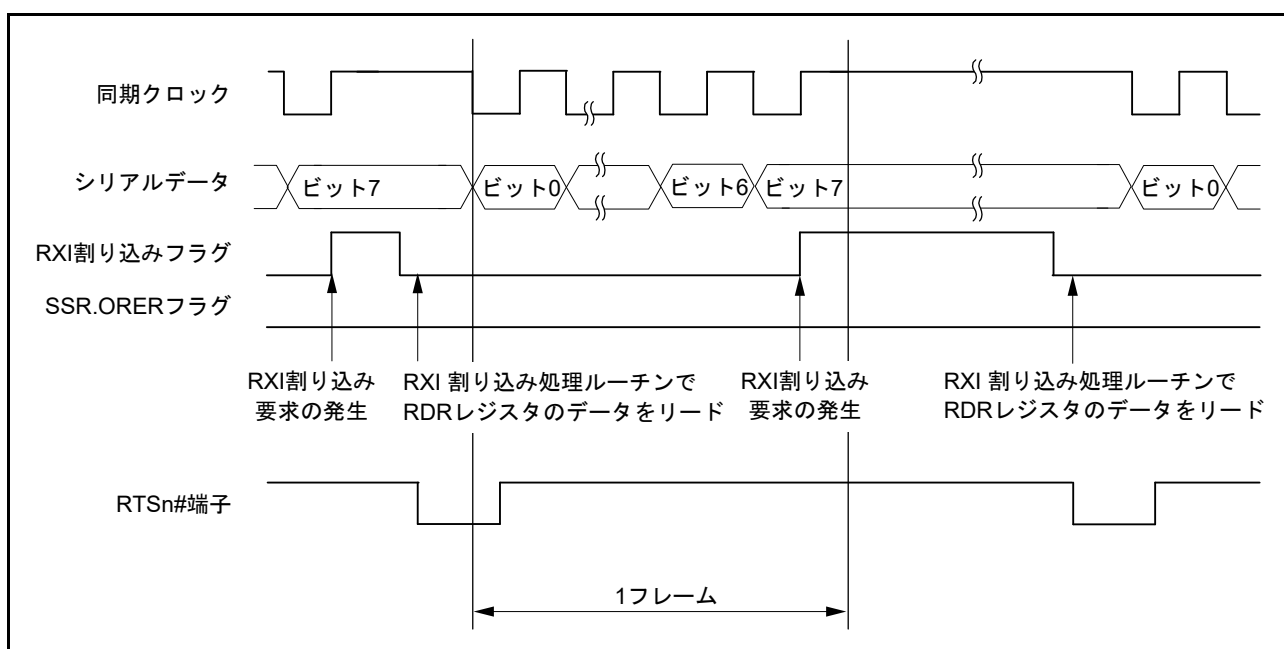 同期クロック
シリアルデータ
ビット7
ビット0
ビット6
ビット7
ビット0
RXI割り込みフラグ
SSR.ORERフラグ
RXI割り込み
要求の発生
RXI 割り込み処理ルーチンで
RDRレジスタのデータをリード
RXI割り込み
要求の発生
RXI 割り込み処理ルーチンで
RDRレジスタのデータをリード
RTSn#端子
1フレーム